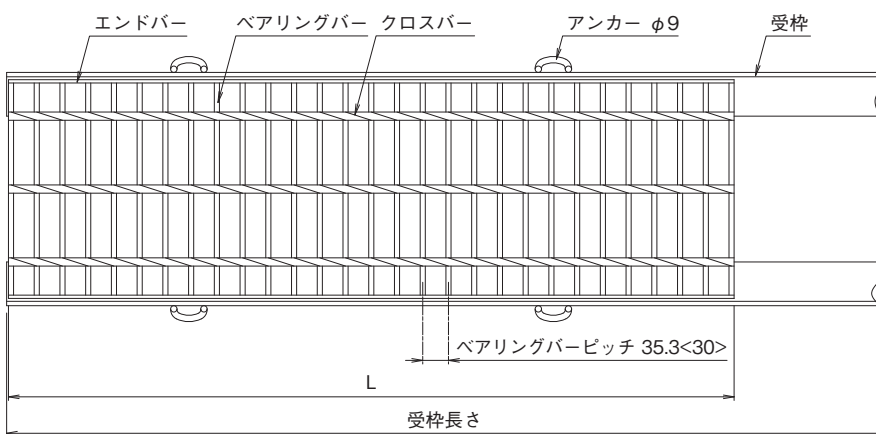 エンドバー
ベアリングバー
クロスバー
アンカー φ9
受枠
ベアリングバーピッチ 35.3<30>
L
受枠長さ